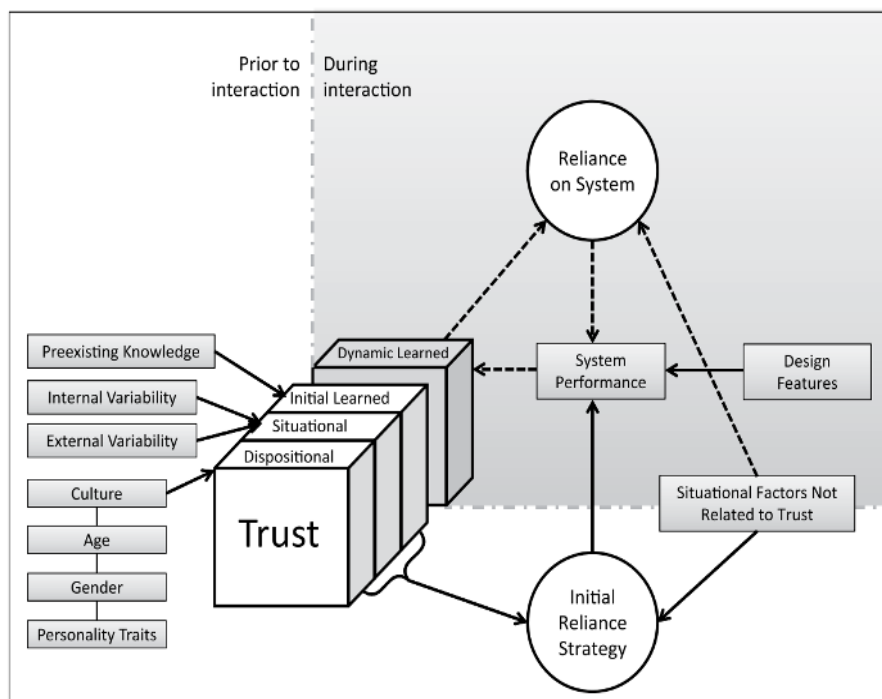 Prior to
interaction
During
interaction
Reliance
on System
Preexisting Knowledge
Internal Variability
External Variability
Culture
Age
Gender
Personality Traits
Dynamic Learned
Initial Learned
Situational
Dispositional
Trust
System
Performance
Design
Features
Situational Factors Not
Related to Trust
Initial
Reliance
Strategy